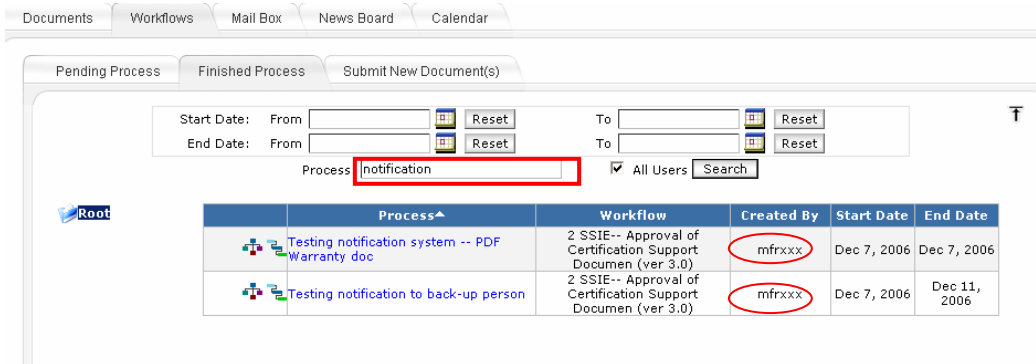 Documents Workflows Mail Box News Board Calendar
Pending Process Finished Process Submit New Document(s)
Start Date: From Reset To Reset
End Date: From Reset To Reset
Process notification All Users Search
Root
Process Workflow Created By Start Date End Date
Testing notification system -- PDF
Warranty doc
2 SSIE-- Approval of
Certification Support
Documen (ver 3.0)
mfrxxx
Dec 7, 2006
Dec 7, 2006
Testing notification to back-up person
2 SSIE-- Approval of
Certification Support
Documen (ver 3.0)
mfrxxx
Dec 7, 2006
Dec 11,
2006